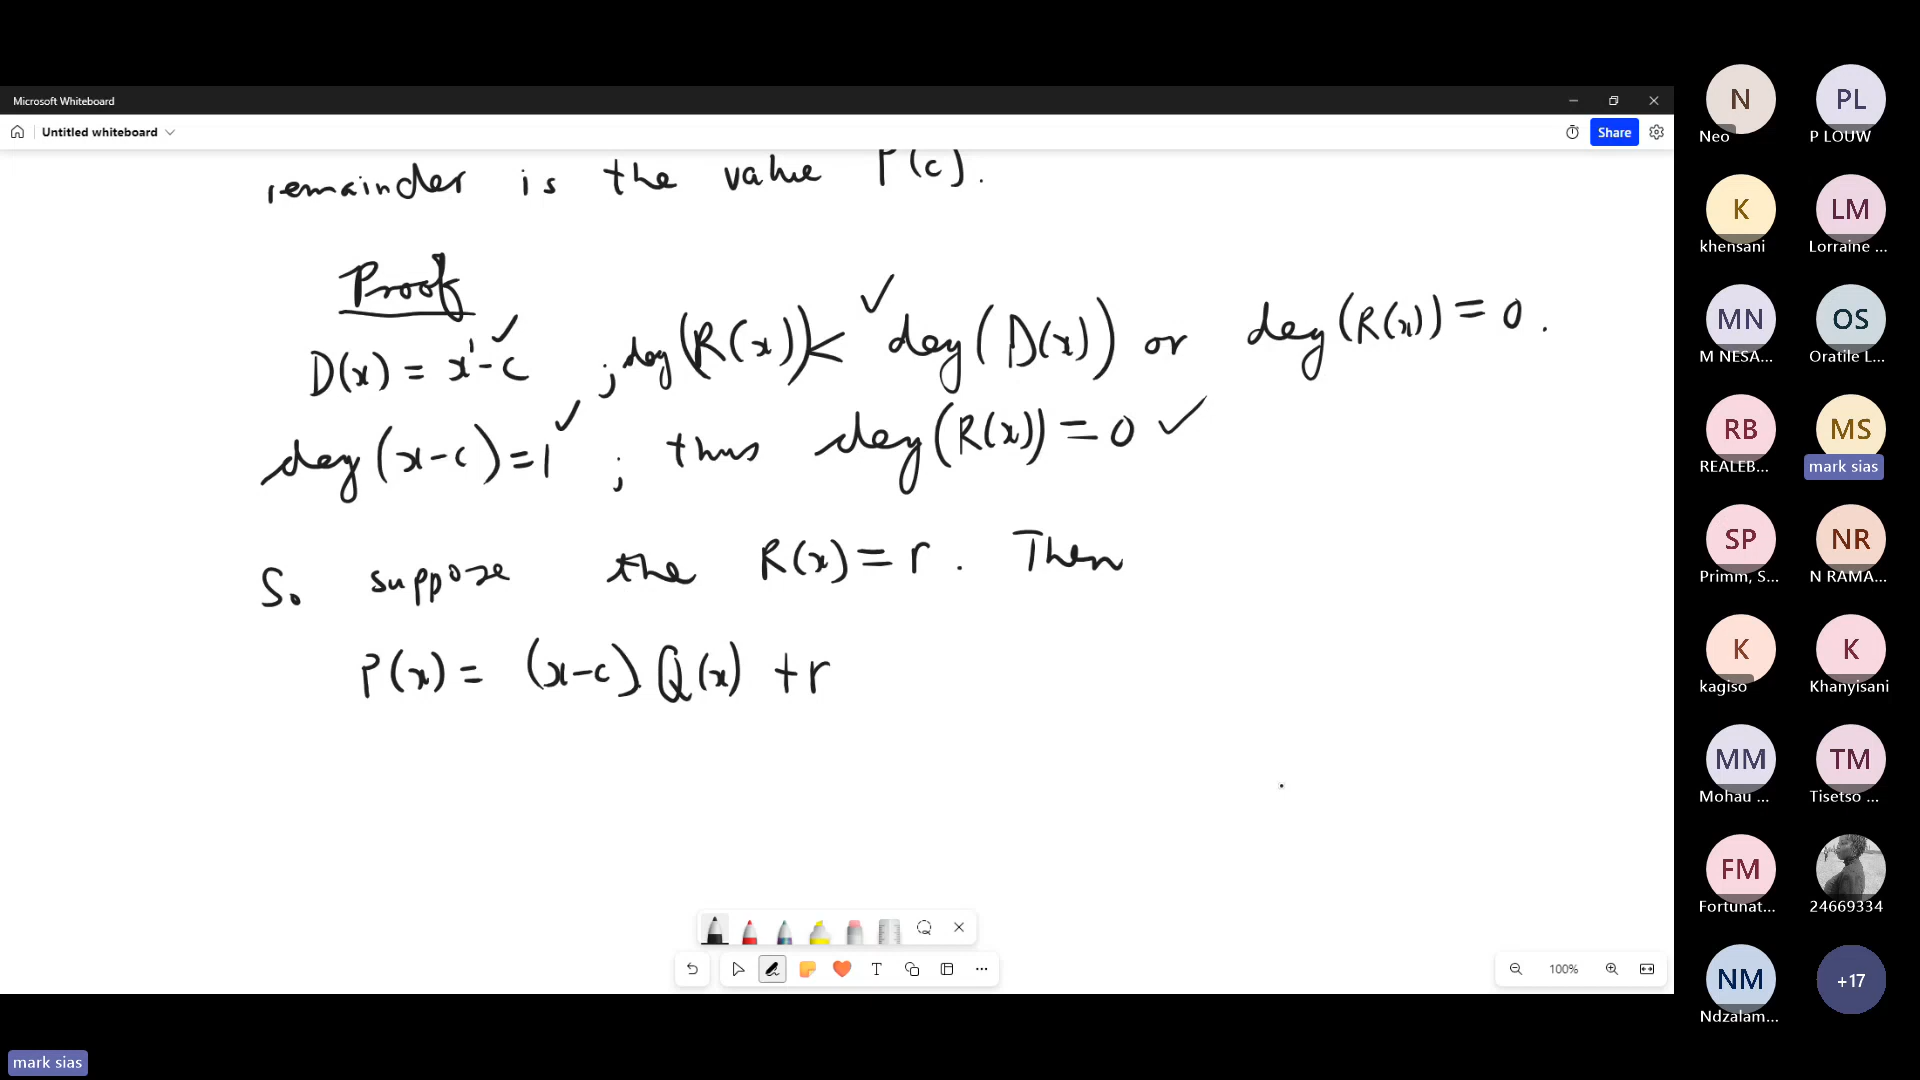 Microsoft Whiteboard
Untitled whiteboard
Share
remainder is the value P(c).
Proof
D(x) = x¹-c ✓ ; deg(R(x)) < ✓ deg(D(x)) or deg(R(x)) = 0.
deg(x-c) = 1 ✓ ; thus deg(R(x)) = 0 ✓
So suppose the R(x) = r. Then
P(x) = (x-c).Q(x) + r
T
100%
N
Neo
PL
P LOUW
K
khensani
LM
Lorraine ...
MN
M NESA...
OS
Oratile L...
RB
REALEB...
MS
mark sias
SP
Primm, S...
NR
N RAMA...
K
kagiso
K
Khanyisani
MM
Mohau ...
TM
Tisetso ...
FM
Fortunat...
24669334
NM
Ndzalam...
+17
mark sias